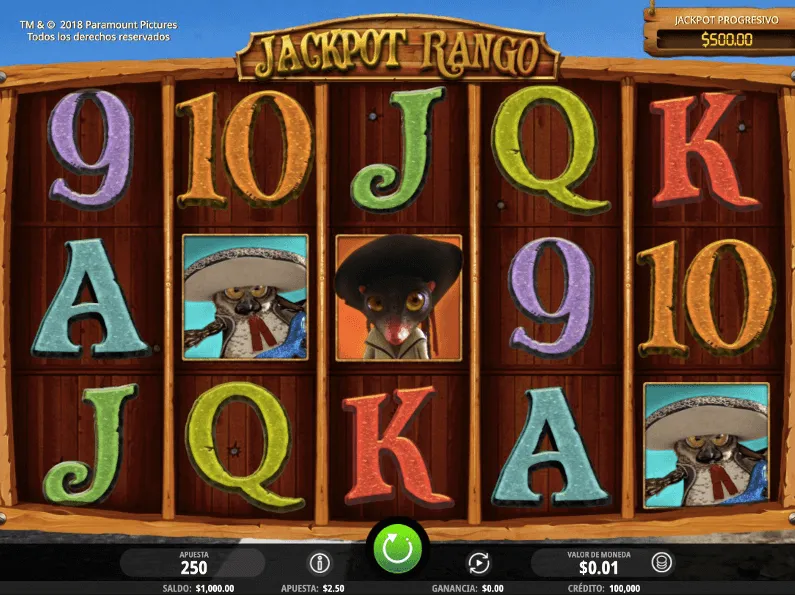 TM & © 2018 Paramount Pictures
Todos los derechos reservados
JACKPOT RANGO
JACKPOT PROGRESIVO
$500.00
9 10 J Q K
A 9 10
J Q K A
APUESTA
250
VALOR DE MONEDA
$0.01
SALDO: $1,000.00 APUESTA: $2.50 GANANCIA: $0.00 CRÉDITO: 100,000